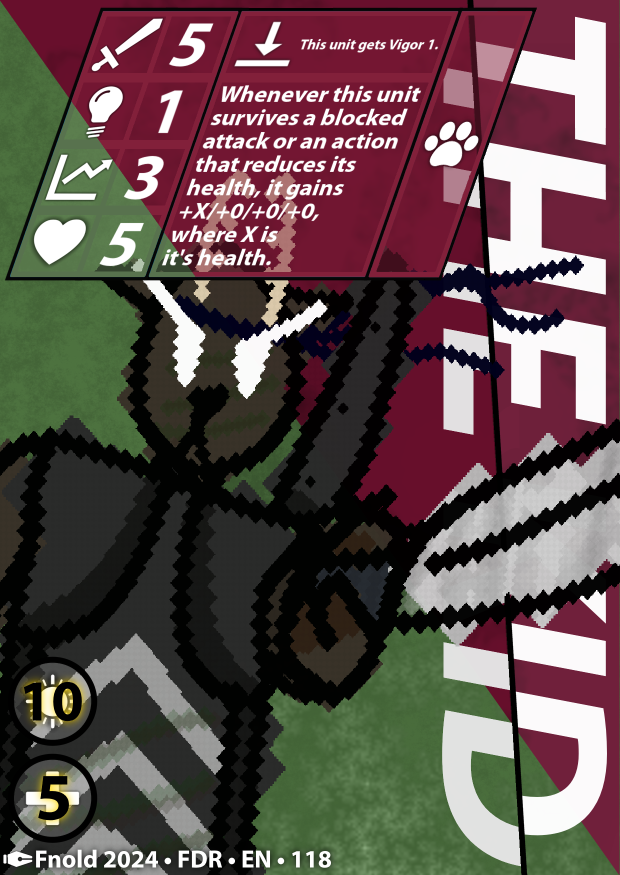 5
This unit gets Vigor 1.
1
3
5
Whenever this unit
survives a blocked
attack or an action
that reduces its
health, it gains
+X/+0/+0/+0,
where X is
it's health.
THE KID
10
5
Fnold 2024 • FDR • EN • 118